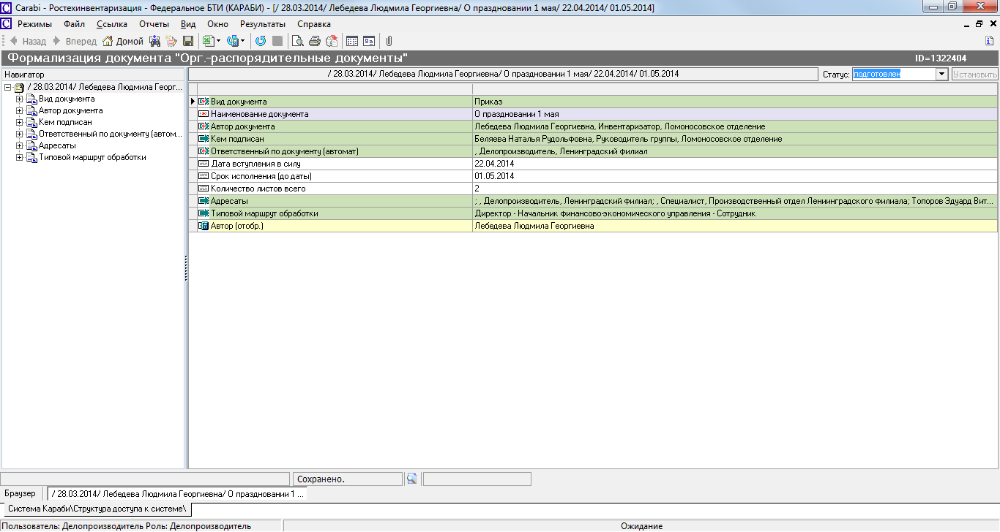 Carabi - Ростехинвентаризация - Федеральное БТИ (КАРАБИ) - [/ 28.03.2014/ Лебедева Людмила Георгиевна/ О праздновании 1 мая/ 22.04.2014/ 01.05.2014]
Режимы Файл Ссылка Отчеты Вид Окно Результаты Справка
Назад Вперед Домой
Формализация документа "Орг.-распорядительные документы" ID=1322404
Навигатор
/ 28.03.2014/ Лебедева Людмила Георгиевна/ О праздновании 1 мая/ 22.04.2014/ 01.05.2014 Статус: подготовлен Установить
/ 28.03.2014/ Лебедева Людмила Георг...
Вид документа
Автор документа
Кем подписан
Ответственный по документу (автом...
Адресаты
Типовой маршрут обработки
Вид документа Приказ
Наименование документа О праздновании 1 мая
Автор документа Лебедева Людмила Георгиевна, Инвентаризатор, Ломоносовское отделение
Кем подписан Беляева Наталья Рудольфовна, Руководитель группы, Ломоносовское отделение
Ответственный по документу (автомат) , Делопроизводитель, Ленинградский филиал
Дата вступления в силу 22.04.2014
Срок исполнения (до даты) 01.05.2014
Количество листов всего 2
Адресаты ; , Делопроизводитель, Ленинградский филиал; , Специалист, Производственный отдел Лениинградского филиала; Топоров Эдуард Вит...
Типовой маршрут обработки Директор - Начальник финансово-экономического управления - Сотрудник
Автор (отобр.) Лебедева Людмила Георгиевна
Сохранено.
Браузер / 28.03.2014/ Лебедева Людмила Георгиевна/ О праздновании 1 ...
Система Караби\Структура доступа к системе\
Пользователь: Делопроизводитель Роль: Делопроизводитель Ожидание